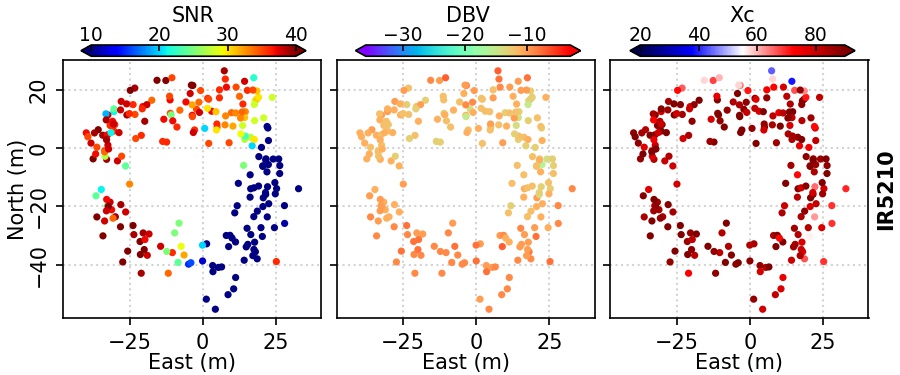 SNR DBV Xc
10 20 30 40 −30 −20 −10 20 40 60 80
20
0
−20
−40
North (m)
−25 0 25 −25 0 25 −25 0 25
East (m) East (m) East (m)
IR5210